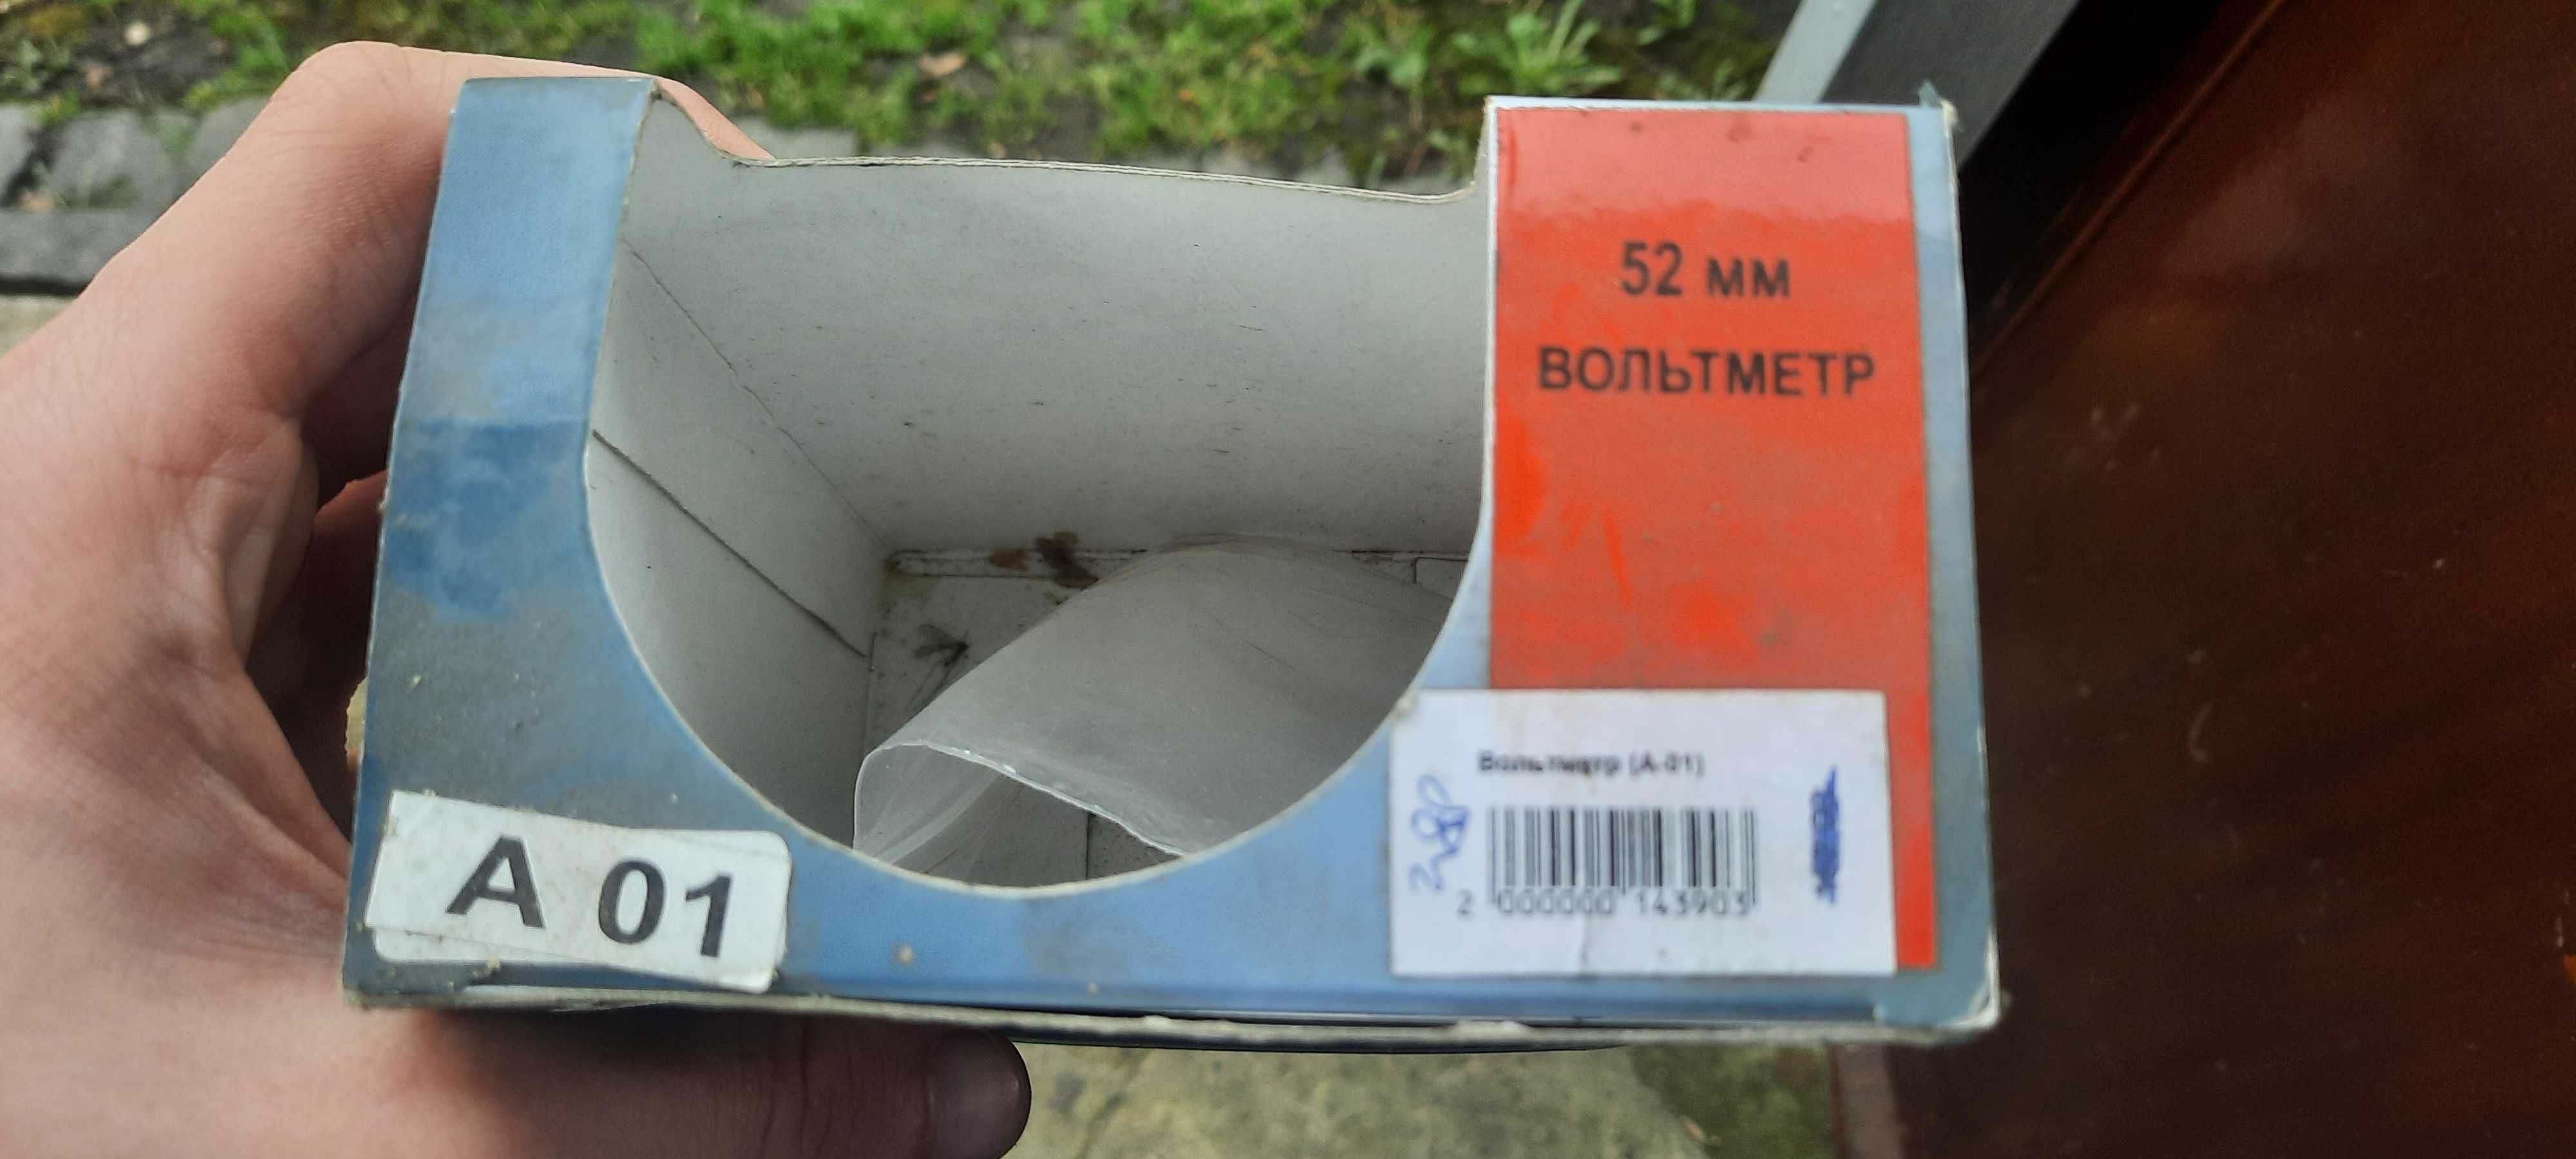 52 мм
ВОЛЬТМЕТР
Вольтметр (А-01)
2 000000 143903
А 01